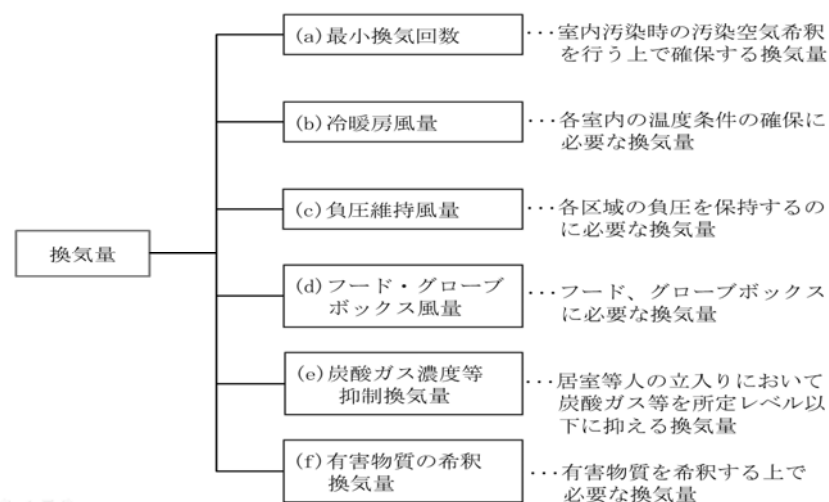 換気量
(a)最小換気回数
･･･室内汚染時の汚染空気希釈
を行う上で確保する換気量
(b)冷暖房風量
･･･各室内の温度条件の確保に
必要な換気量
(c)負圧維持風量
･･･各区域の負圧を保持するの
に必要な換気量
(d)フード・グローブ
ボックス風量
･･･フード、グローブボックス
に必要な換気量
(e)炭酸ガス濃度等
抑制換気量
･･･居室等人の立入りにおいて
炭酸ガス等を所定レベル以
下に抑える換気量
(f)有害物質の希釈
換気量
･･･有害物質を希釈する上で
必要な換気量